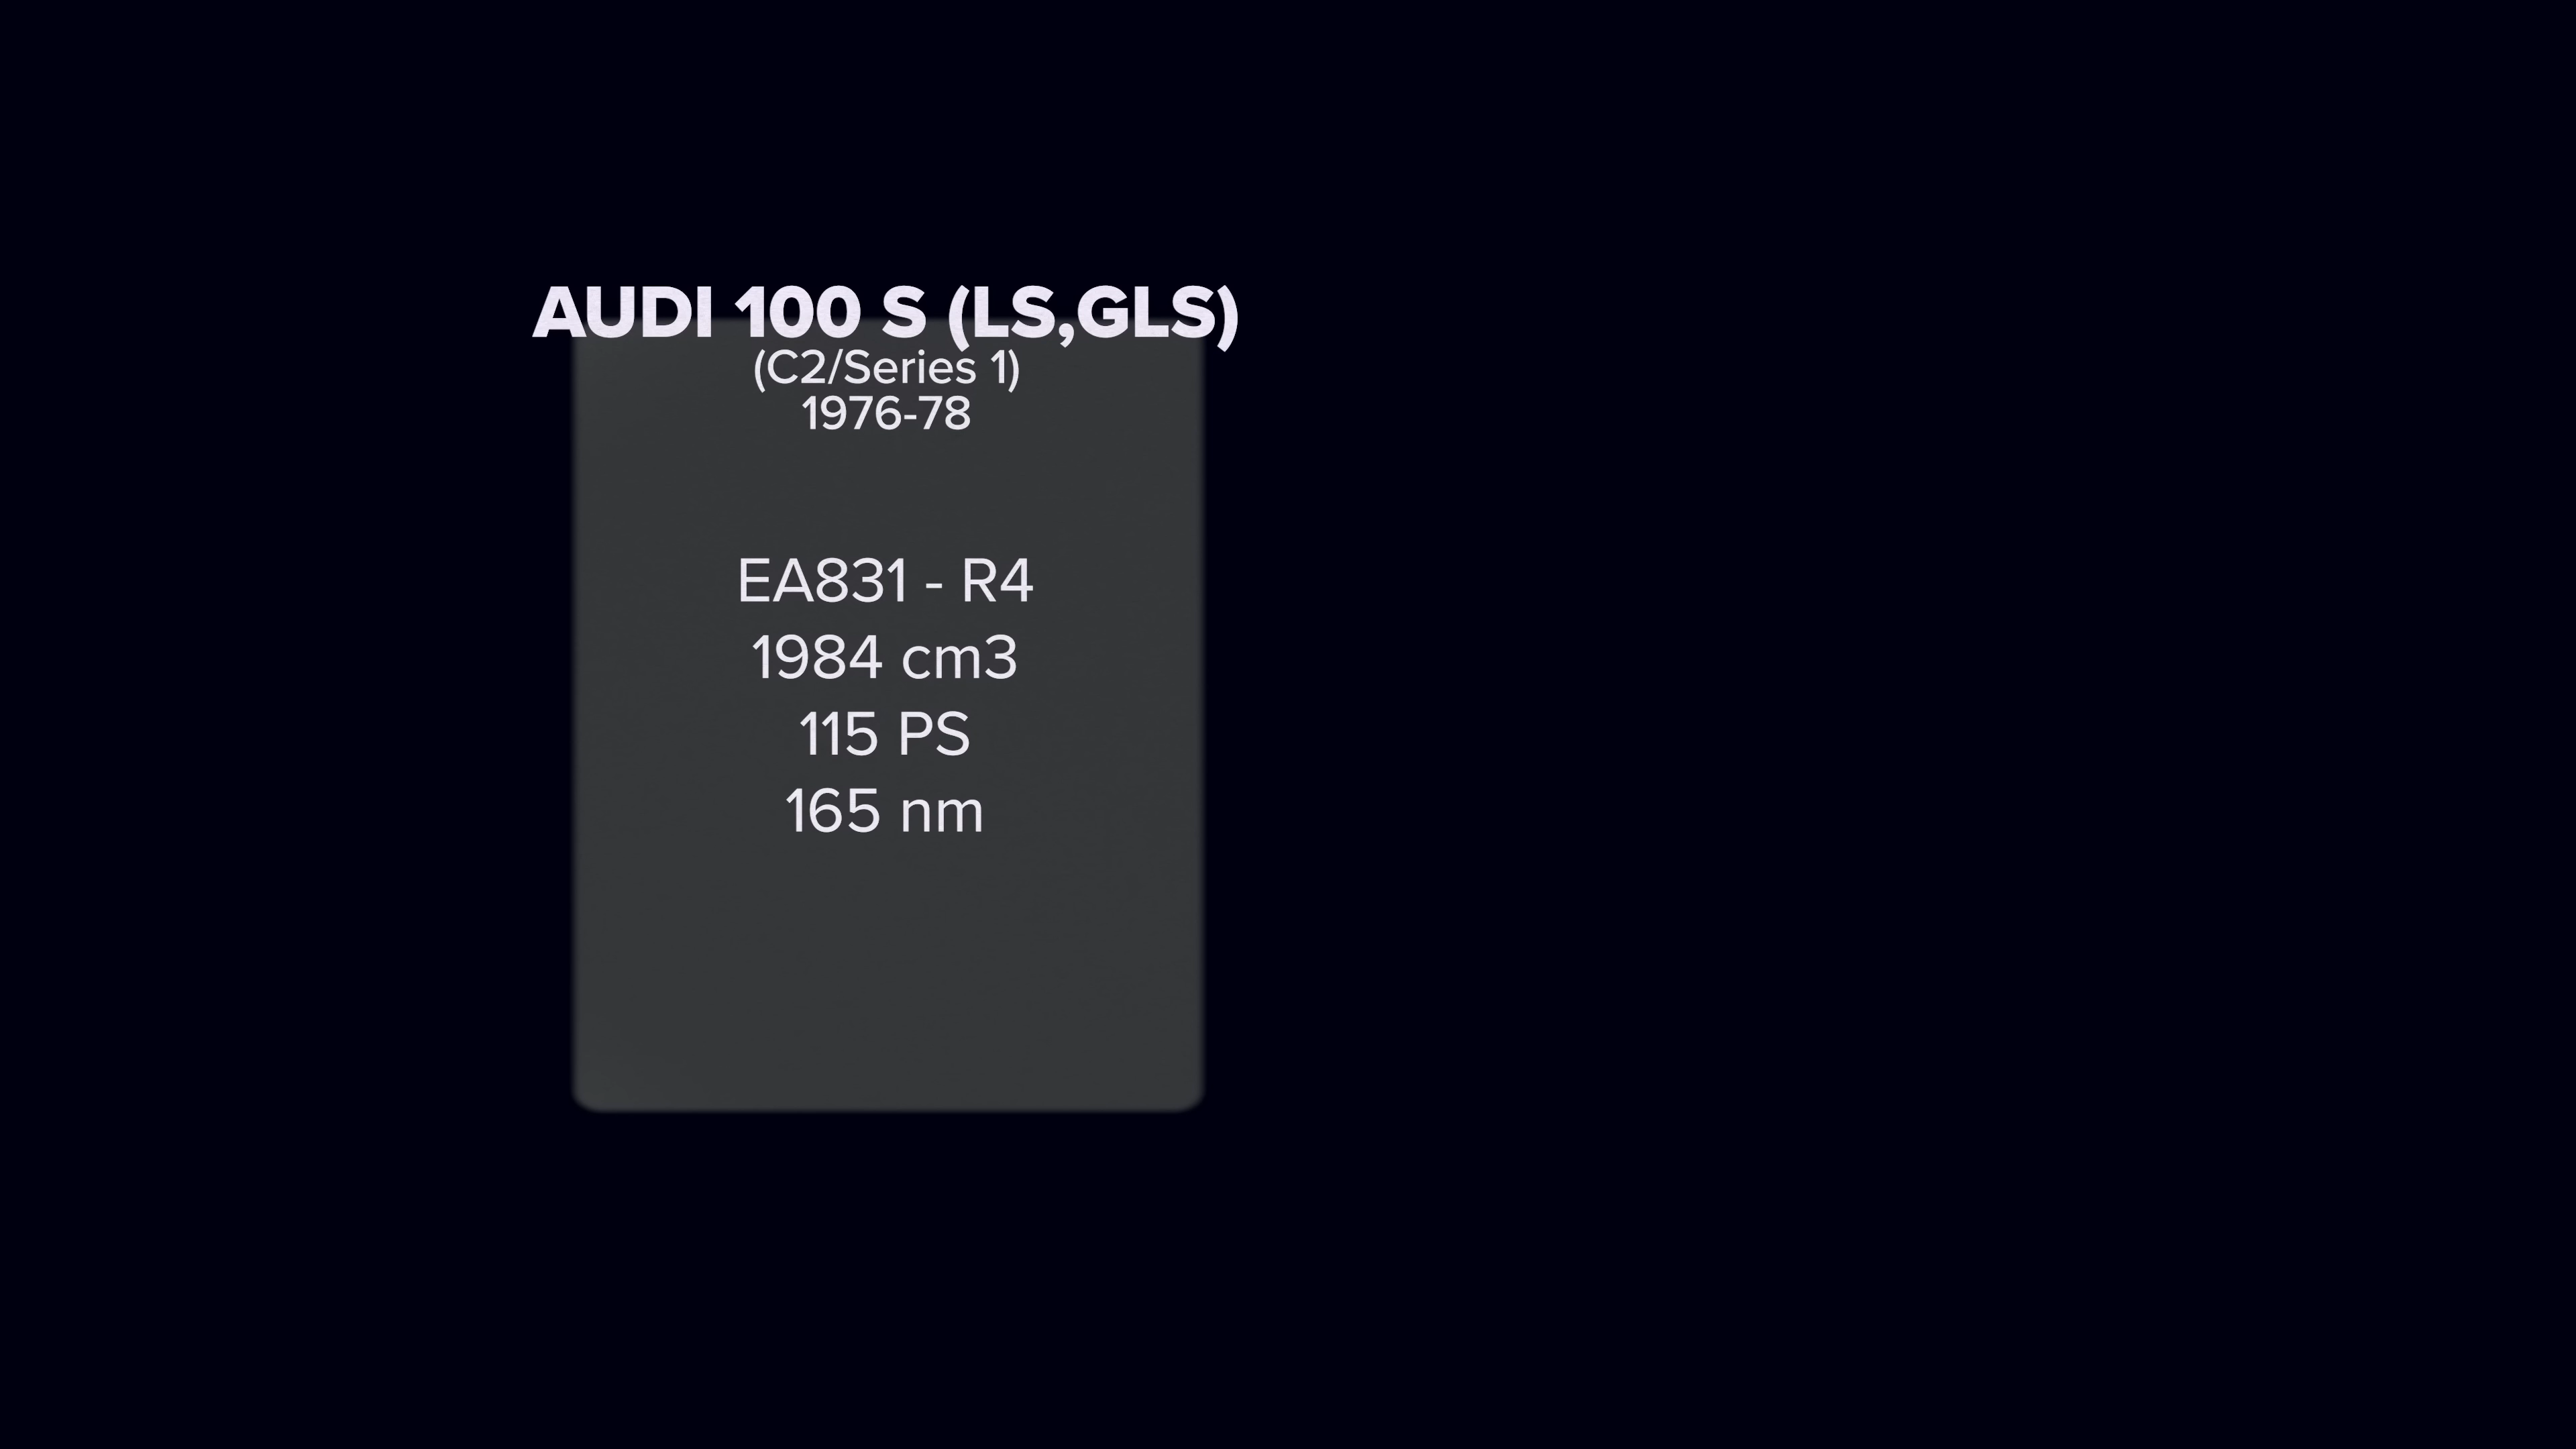 AUDI 100 S (LS,GLS)
(C2/Series 1)
1976-78
EA831 - R4
1984 cm3
115 PS
165 nm